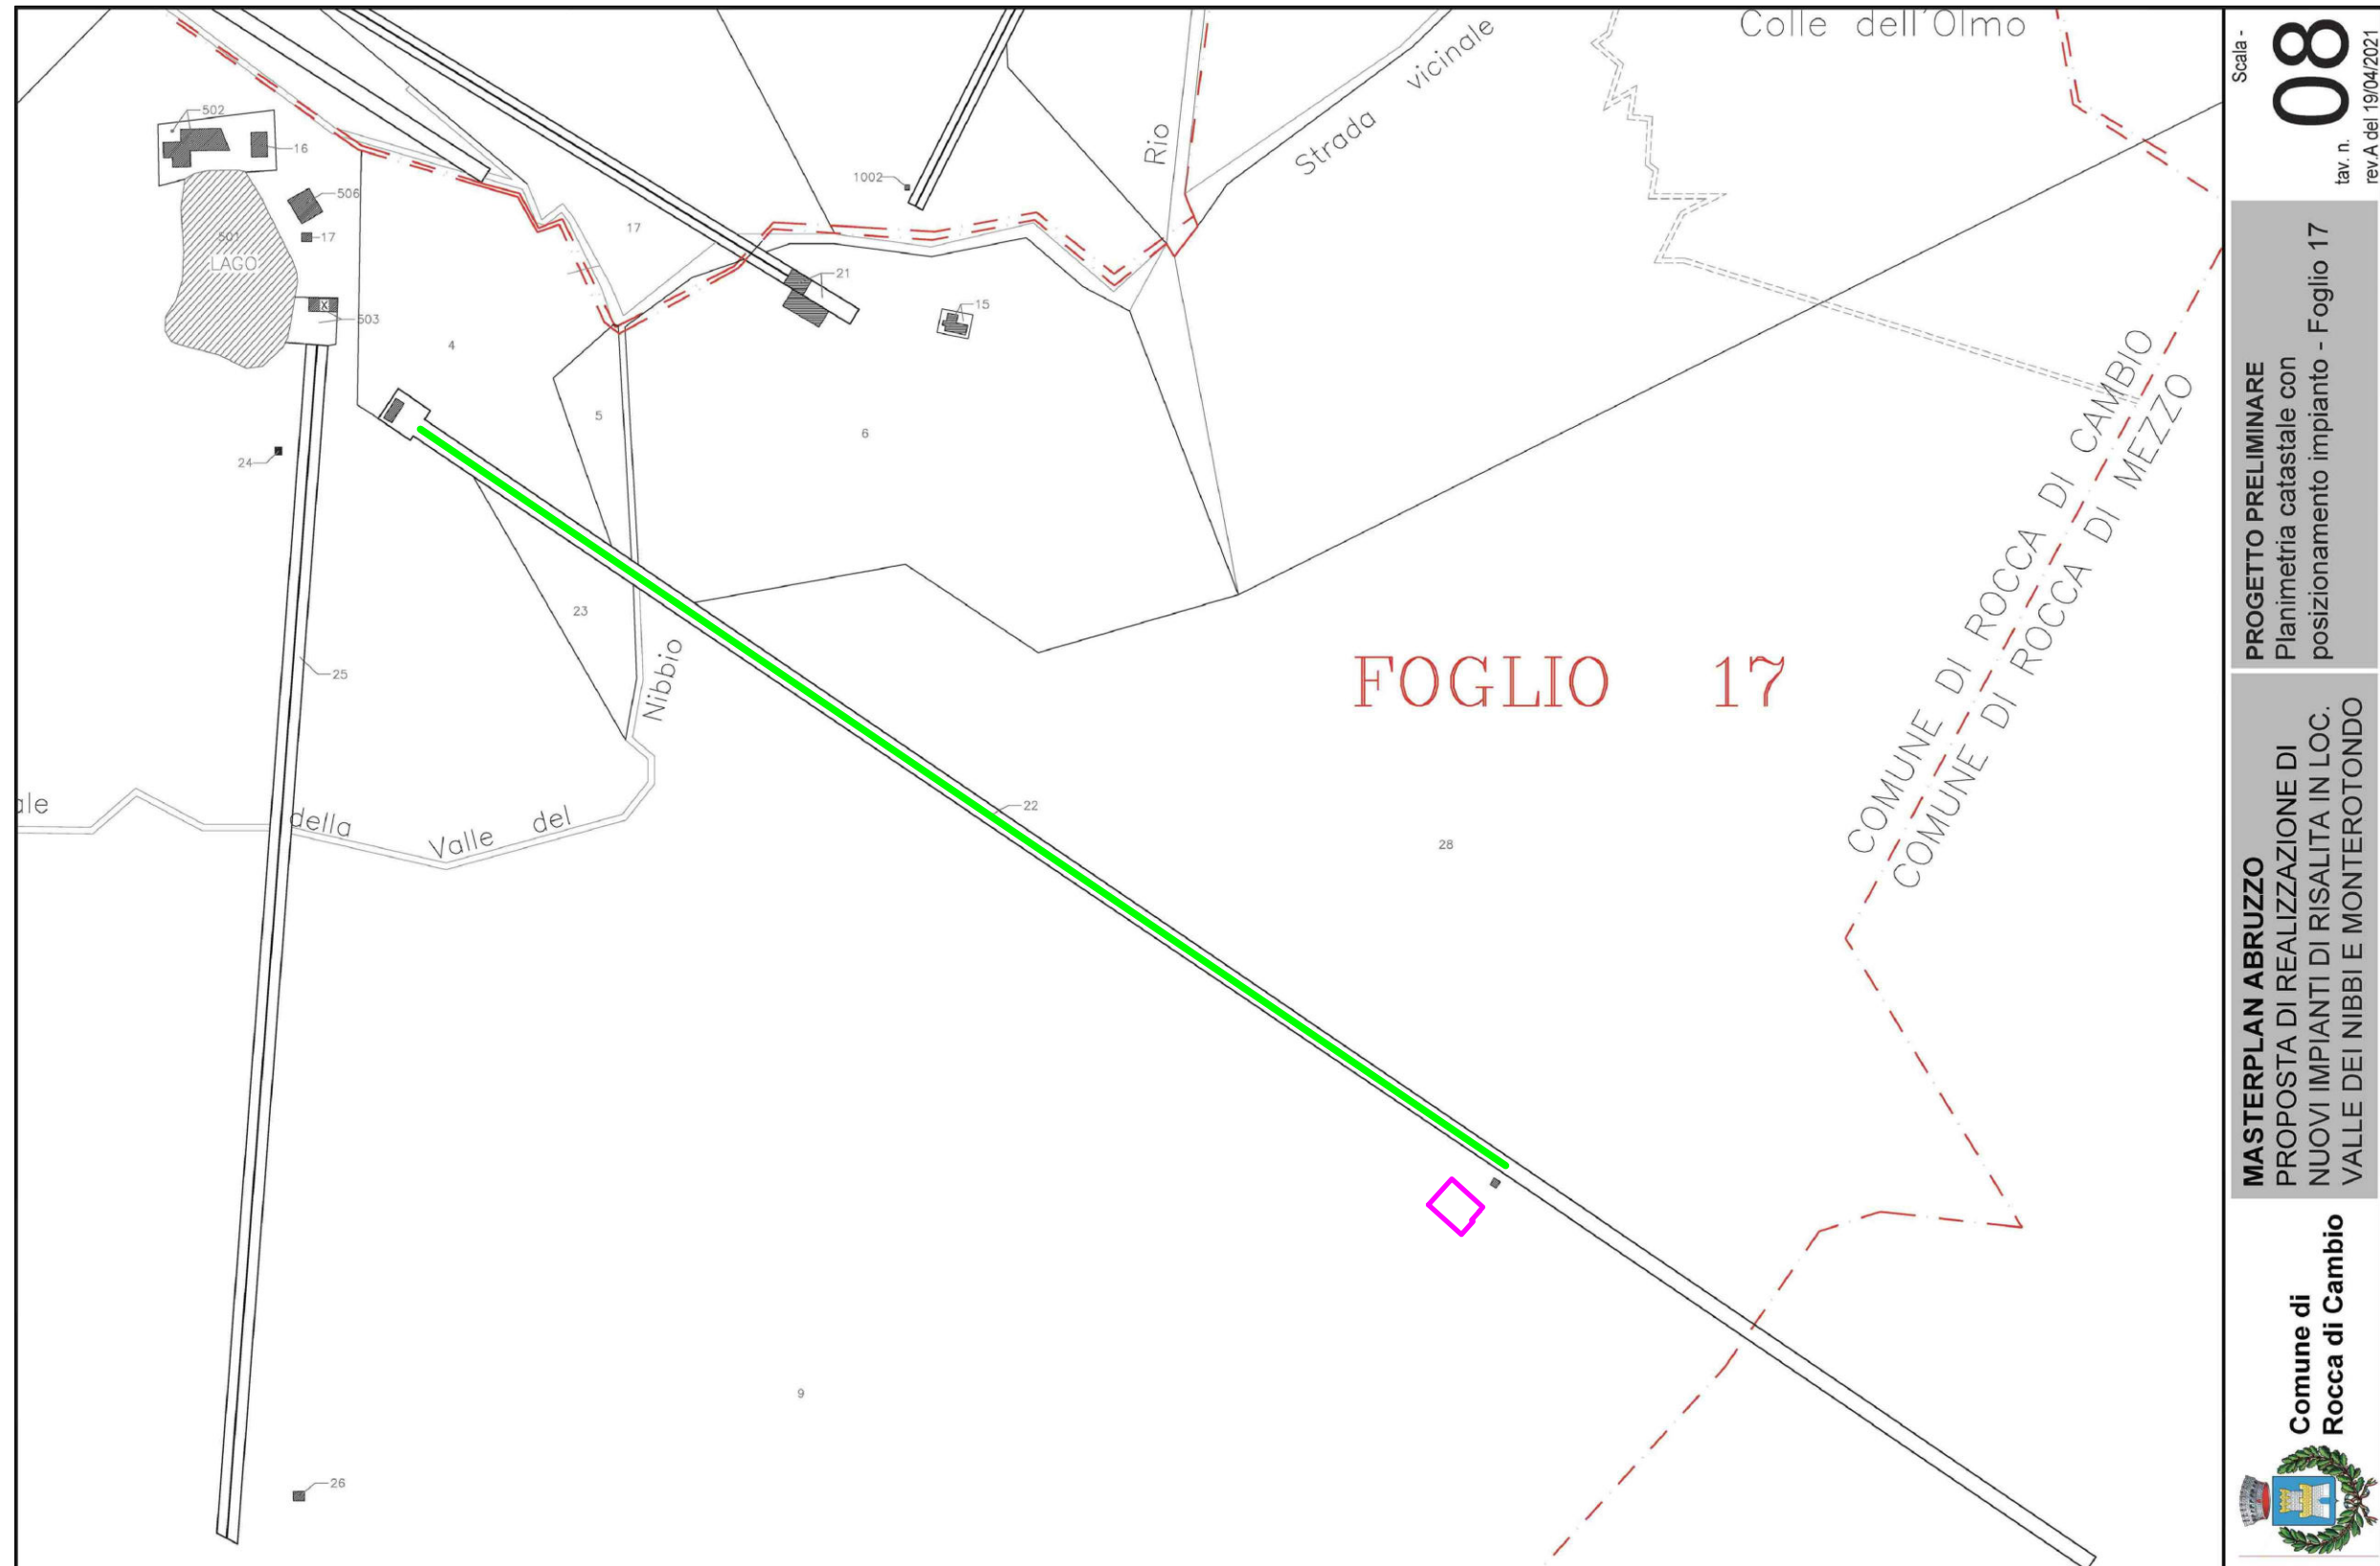 Colle dell'Olmo
Strada vicinale
Rio
502
16
506
17
501
LAGO
X
503
17
21
1002
15
4
5
6
24
23
25
Nibbio
ale
della
Valle del
22
28
9
26
FOGLIO 17
COMUNE DI ROCCA DI CAMBIO
COMUNE DI ROCCA DI MEZZO
Comune di
Rocca di Cambio
MASTERPLAN ABRUZZO
PROPOSTA DI REALIZZAZIONE DI
NUOVI IMPIANTI DI RISALITA IN LOC.
VALLE DEI NIBBI E MONTEROTONDO
PROGETTO PRELIMINARE
Planimetria catastale con
posizionamento impianto - Foglio 17
Scala -
tav. n. 08
rev.A del 19/04/2021